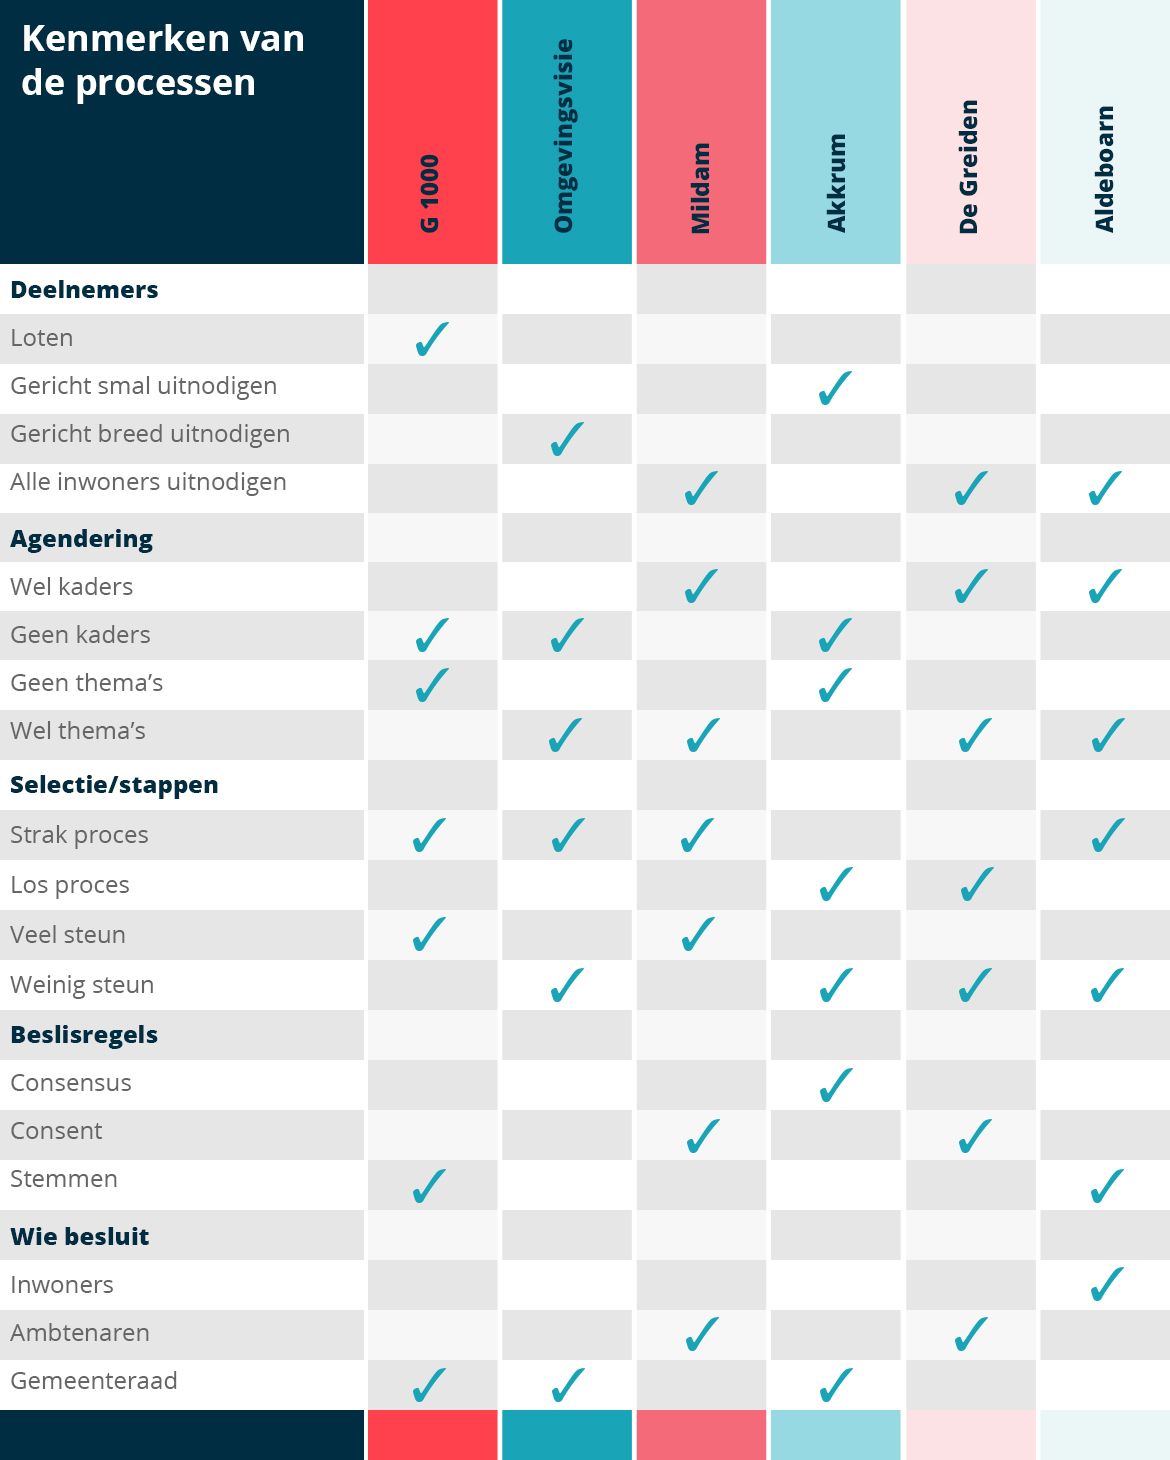 Kenmerken van
de processen
G 1000
Omgevingsvisie
Mildam
Akkrum
De Greiden
Aldeboarn
Deelnemers
Loten
✓
Gericht smal uitnodigen
✓
Gericht breed uitnodigen
✓
Alle inwoners uitnodigen
✓ ✓ ✓
Agendering
Wel kaders
✓ ✓ ✓
Geen kaders
✓ ✓ ✓
Geen thema’s
✓ ✓
Wel thema’s
✓ ✓ ✓ ✓
Selectie/stappen
Strak proces
✓ ✓ ✓ ✓
Los proces
✓ ✓
Veel steun
✓ ✓
Weinig steun
✓ ✓ ✓ ✓
Beslisregels
Consensus
✓
Consent
✓ ✓
Stemmen
✓ ✓
Wie besluit
Inwoners
✓
Ambtenaren
✓ ✓
Gemeenteraad
✓ ✓ ✓